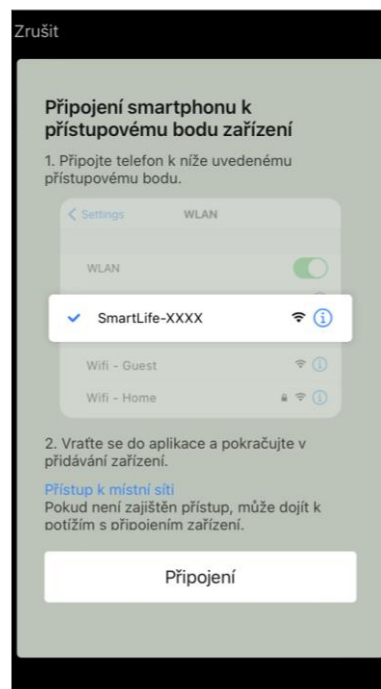 Zrušit
Připojení smartphonu k
přístupovému bodu zařízení
1. Připojte telefon k níže uvedenému
přístupovému bodu.
Settings
WLAN
WLAN
SmartLife-XXXX
Wifi - Guest
Wifi - Home
2. Vraťte se do aplikace a pokračujte v
přidávání zařízení.
Přístup k místní síti
Pokud není zajištěn přístup, může dojít k
potížím s připojením zařízení.
Připojení